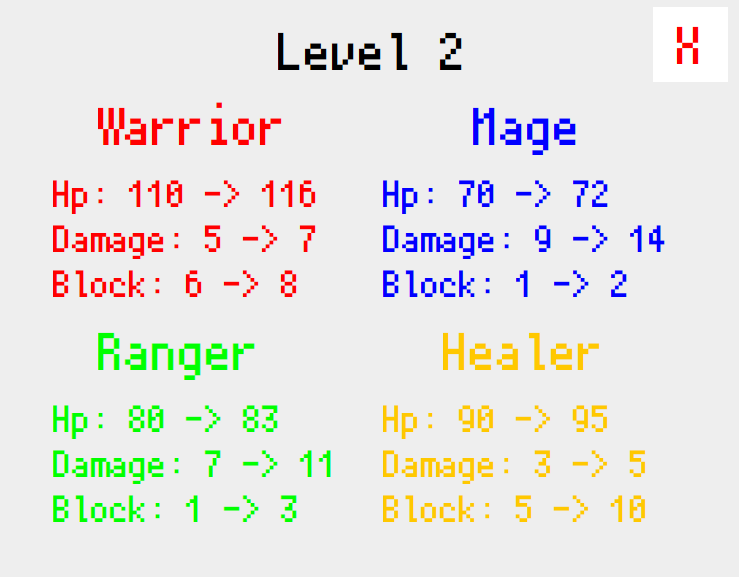 Level 2
X
Warrior
Hp: 110 -> 116
Damage: 5 -> 7
Block: 6 -> 8
Mage
Hp: 70 -> 72
Damage: 9 -> 14
Block: 1 -> 2
Ranger
Hp: 80 -> 83
Damage: 7 -> 11
Block: 1 -> 3
Healer
Hp: 90 -> 95
Damage: 3 -> 5
Block: 5 -> 10